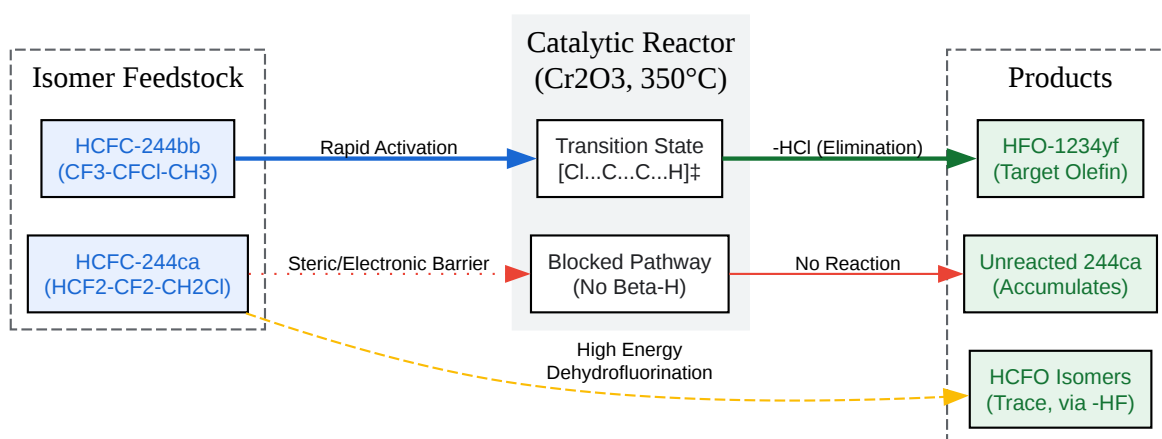 Isomer Feedstock
HCFC-244bb
(CF3-CFCl-CH3)
HCFC-244ca
(HCF2-CF2-CH2Cl)
Rapid Activation
Steric/Electronic Barrier
Catalytic Reactor
(Cr2O3, 350°C)
Transition State
[Cl...C...C...H]‡
Blocked Pathway
(No Beta-H)
-HCl (Elimination)
No Reaction
High Energy
Dehydrofluorination
Products
HFO-1234yf
(Target Olefin)
Unreacted 244ca
(Accumulates)
HCFO Isomers
(Trace, via -HF)